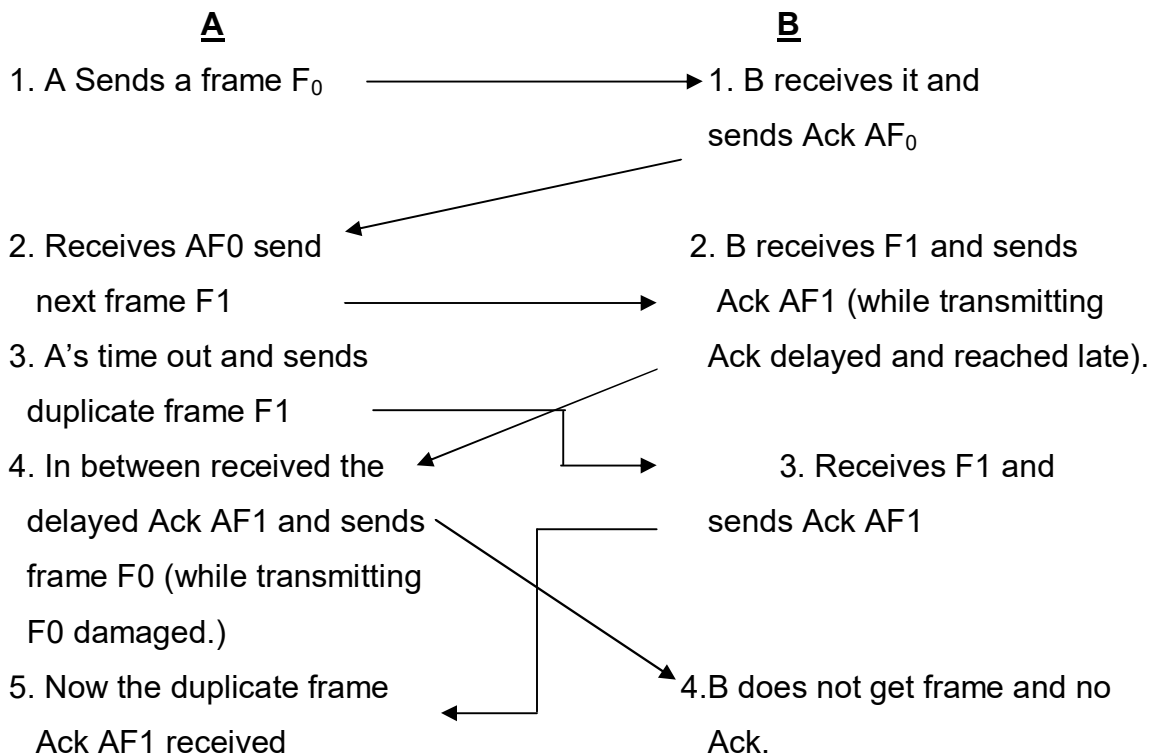 A
B
1. A Sends a frame F₀
1. B receives it and
sends Ack AF₀
2. Receives AF0 send
next frame F1
2. B receives F1 and sends
Ack AF1 (while transmitting
Ack delayed and reached late).
3. A’s time out and sends
duplicate frame F1
4. In between received the
delayed Ack AF1 and sends
frame F0 (while transmitting
F0 damaged.)
3. Receives F1 and
sends Ack AF1
5. Now the duplicate frame
Ack AF1 received
4.B does not get frame and no
Ack.